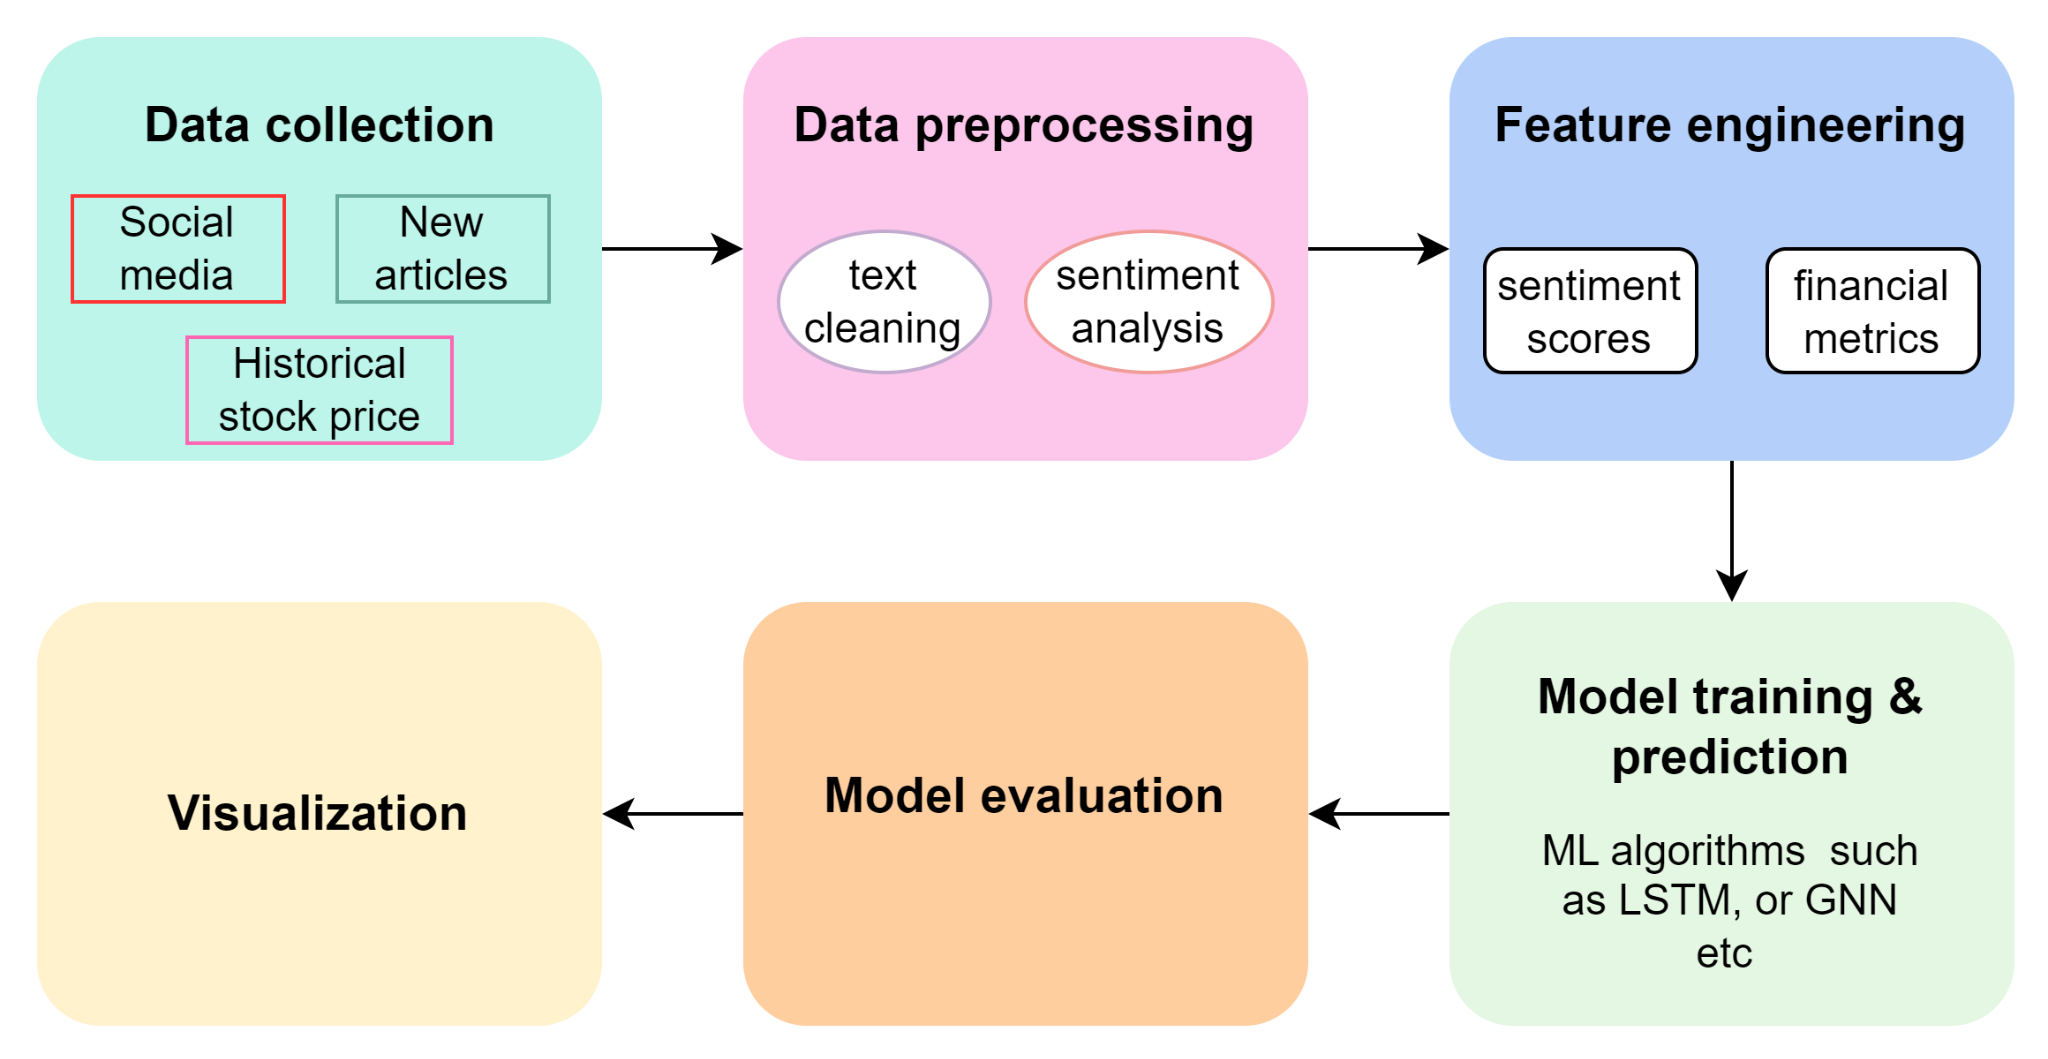 Data collection
Social
media
New
articles
Historical
stock price
Data preprocessing
text
cleaning
sentiment
analysis
Feature engineering
sentiment
scores
financial
metrics
Model training &
prediction
ML algorithms  such
as LSTM, or GNN
etc
Model evaluation
Visualization